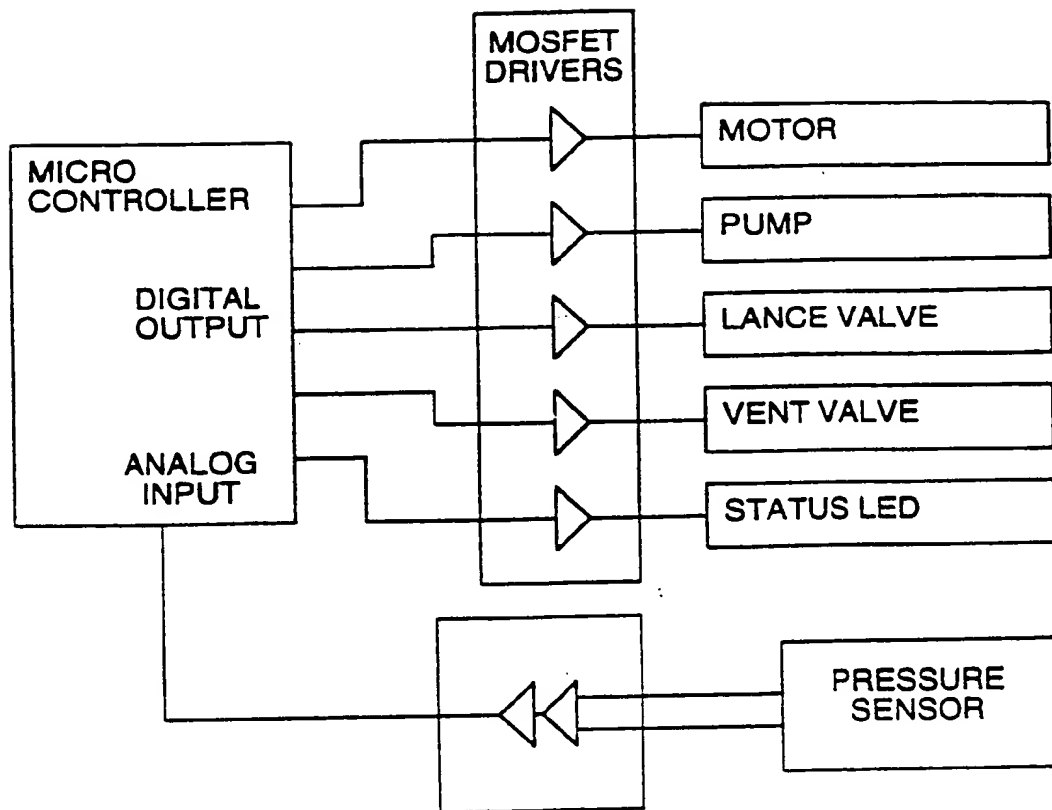 MOSFET
DRIVERS
MICRO
CONTROLLER
DIGITAL
OUTPUT
ANALOG
INPUT
MOTOR
PUMP
LANCE VALVE
VENT VALVE
STATUS LED
PRESSURE
SENSOR